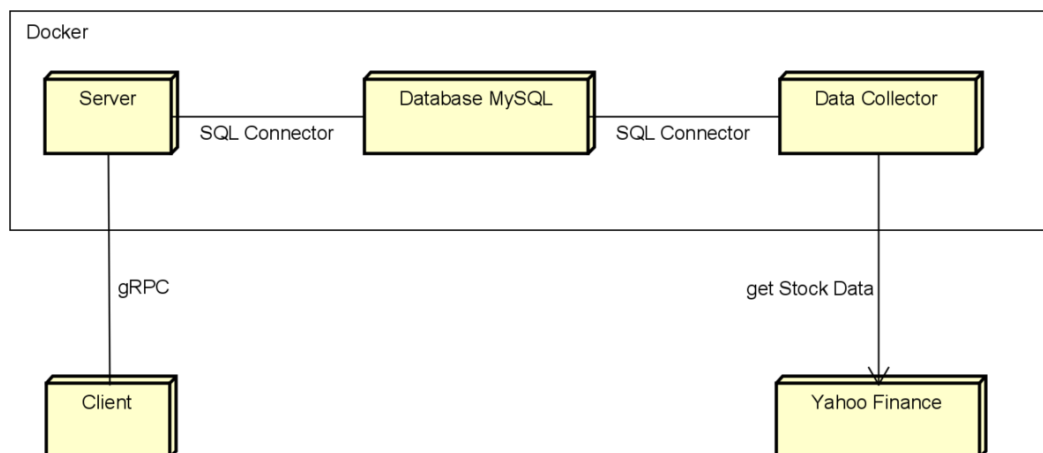 Docker
Server
Database MySQL
Data Collector
SQL Connector
SQL Connector
gRPC
get Stock Data
Client
Yahoo Finance